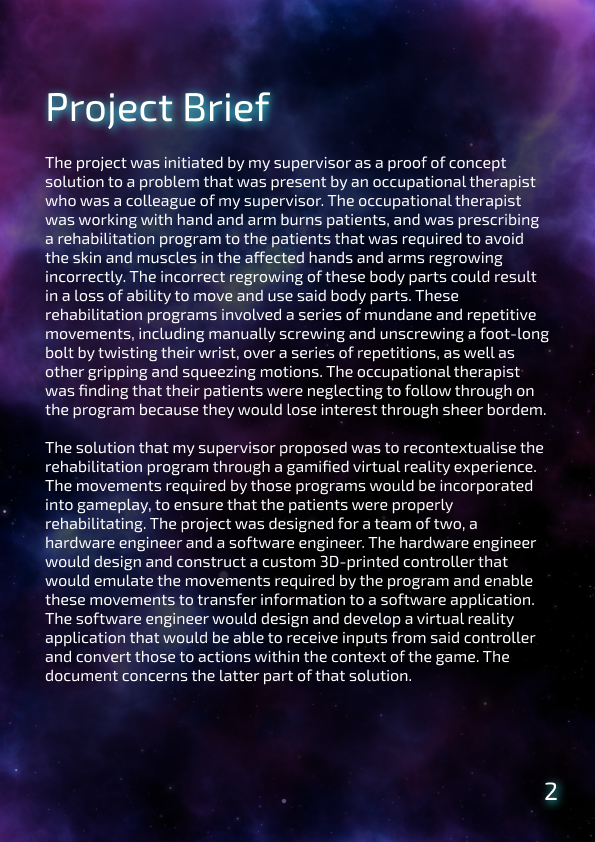 Project Brief
The project was initiated by my supervisor as a proof of concept
solution to a problem that was present by an occupational therapist
who was a colleague of my supervisor. The occupational therapist
was working with hand and arm burns patients, and was prescribing
a rehabilitation program to the patients that was required to avoid
the skin and muscles in the affected hands and arms regrowing
incorrectly. The incorrect regrowing of these body parts could result
in a loss of ability to move and use said body parts. These
rehabilitation programs involved a series of mundane and repetitive
movements, including manually screwing and unscrewing a foot-long
bolt by twisting their wrist, over a series of repetitions, as well as
other gripping and squeezing motions. The occupational therapist
was finding that their patients were neglecting to follow through on
the program because they would lose interest through sheer bordem.
The solution that my supervisor proposed was to recontextualise the
rehabilitation program through a gamified virtual reality experience.
The movements required by those programs would be incorporated
into gameplay, to ensure that the patients were properly
rehabilitating. The project was designed for a team of two, a
hardware engineer and a software engineer. The hardware engineer
would design and construct a custom 3D-printed controller that
would emulate the movements required by the program and enable
these movements to transfer information to a software application.
The software engineer would design and develop a virtual reality
application that would be able to receive inputs from said controller
and convert those to actions within the context of the game. The
document concerns the latter part of that solution.
2